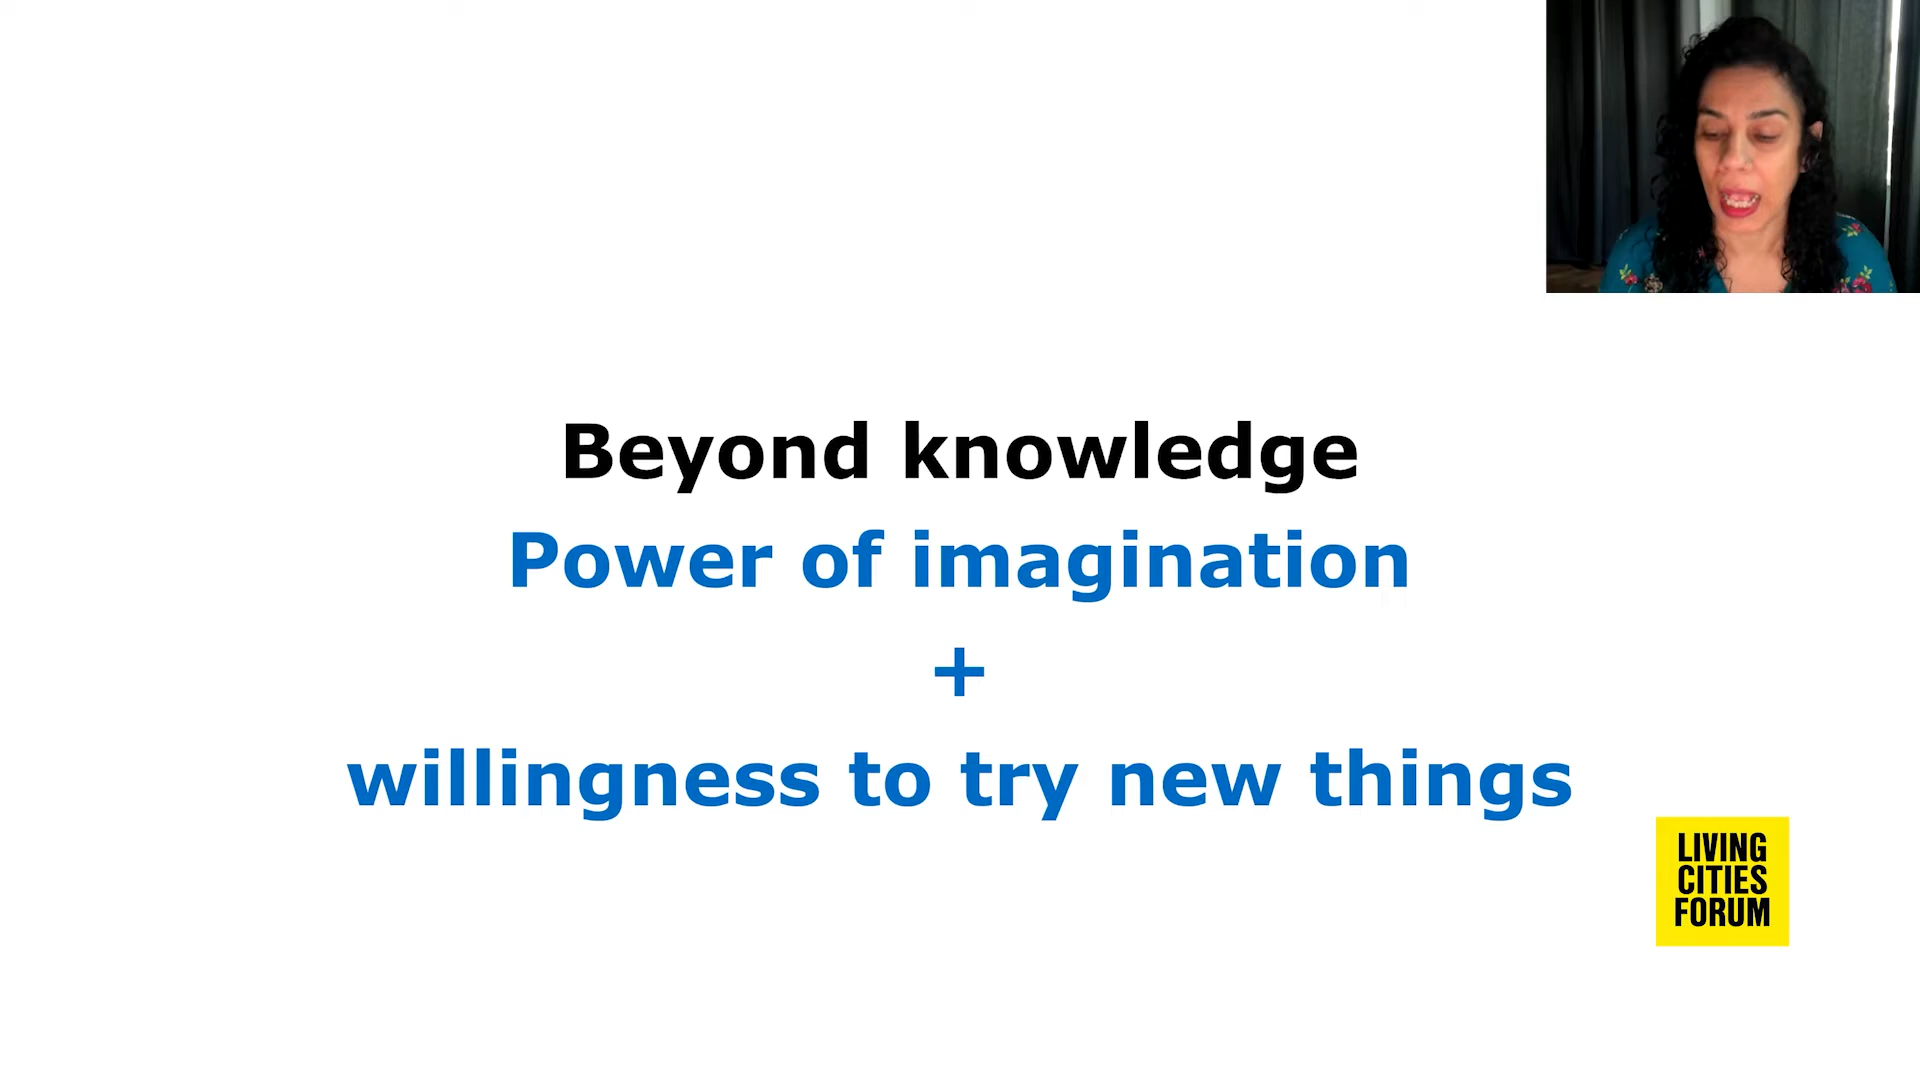 Beyond knowledge
Power of imagination
+
willingness to try new things
LIVING
CITIES
FORUM